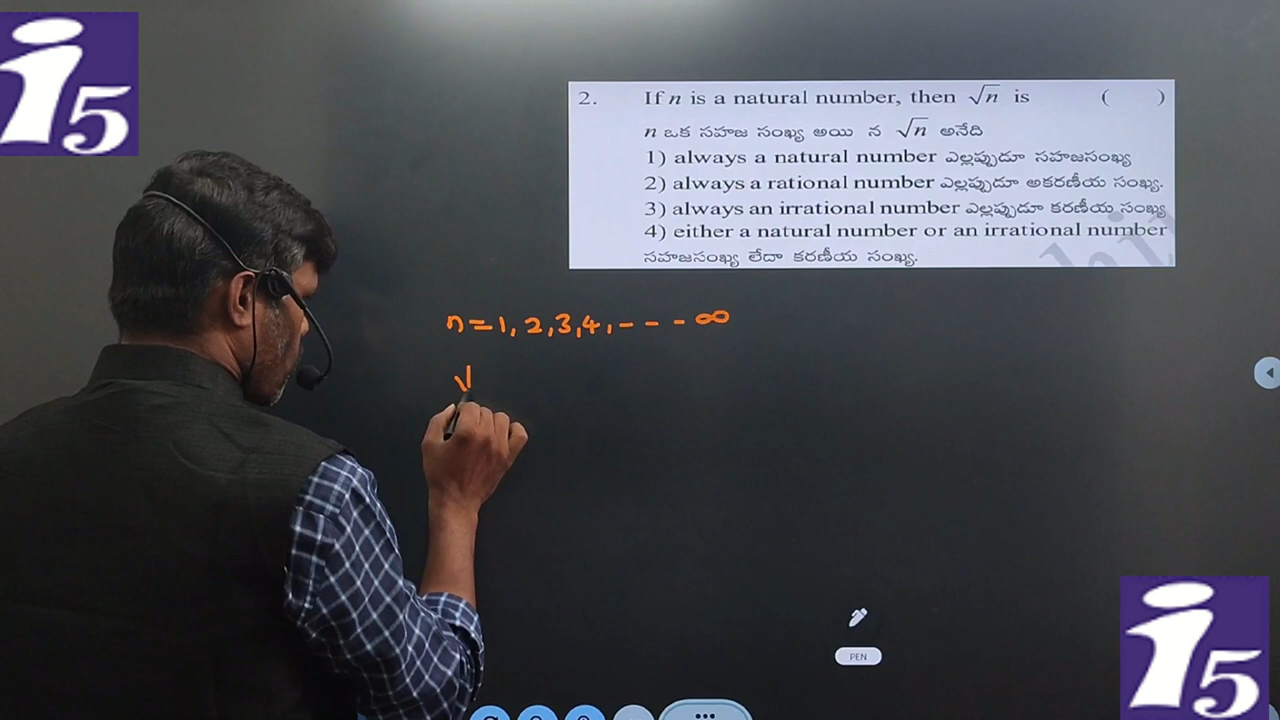 i5
2. If n is a natural number, then √n is ( )
n ఒక సహజ సంఖ్య అయి న √n అనేది
1) always a natural number ఎల్లప్పుడూ సహజసంఖ్య
2) always a rational number ఎల్లప్పుడూ అకరణీయ సంఖ్య.
3) always an irrational number ఎల్లప్పుడూ కరణీయ సంఖ్య
4) either a natural number or an irrational number
సహజసంఖ్య లేదా కరణీయ సంఖ్య.
n = 1, 2, 3, 4, - - - ∞
√
PEN
i5